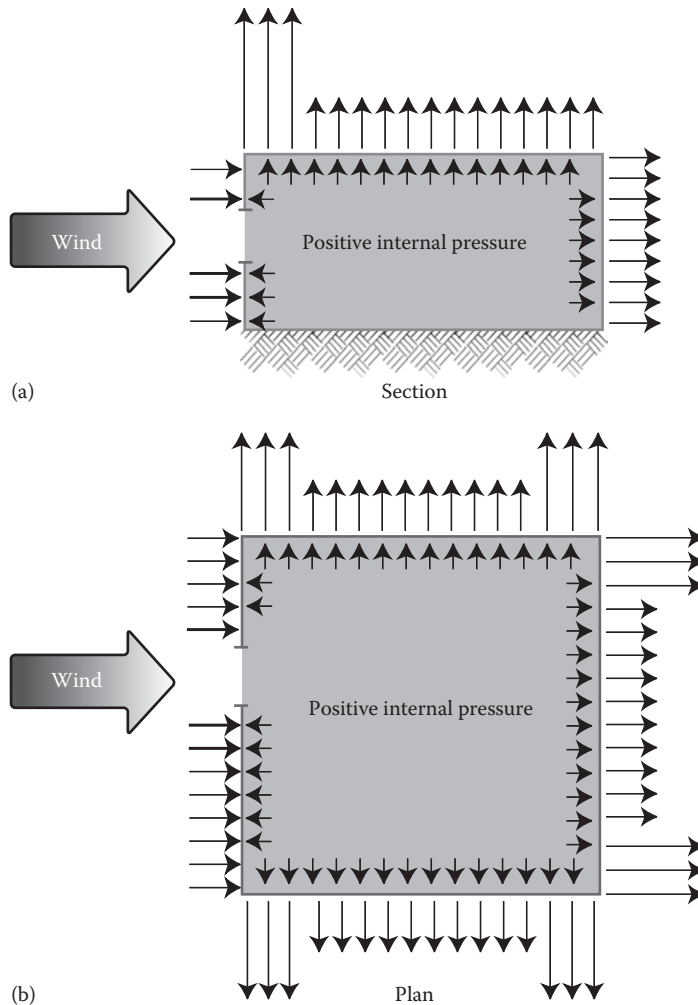 Wind
Positive internal pressure
(a)
Section
Wind
Positive internal pressure
(b)
Plan